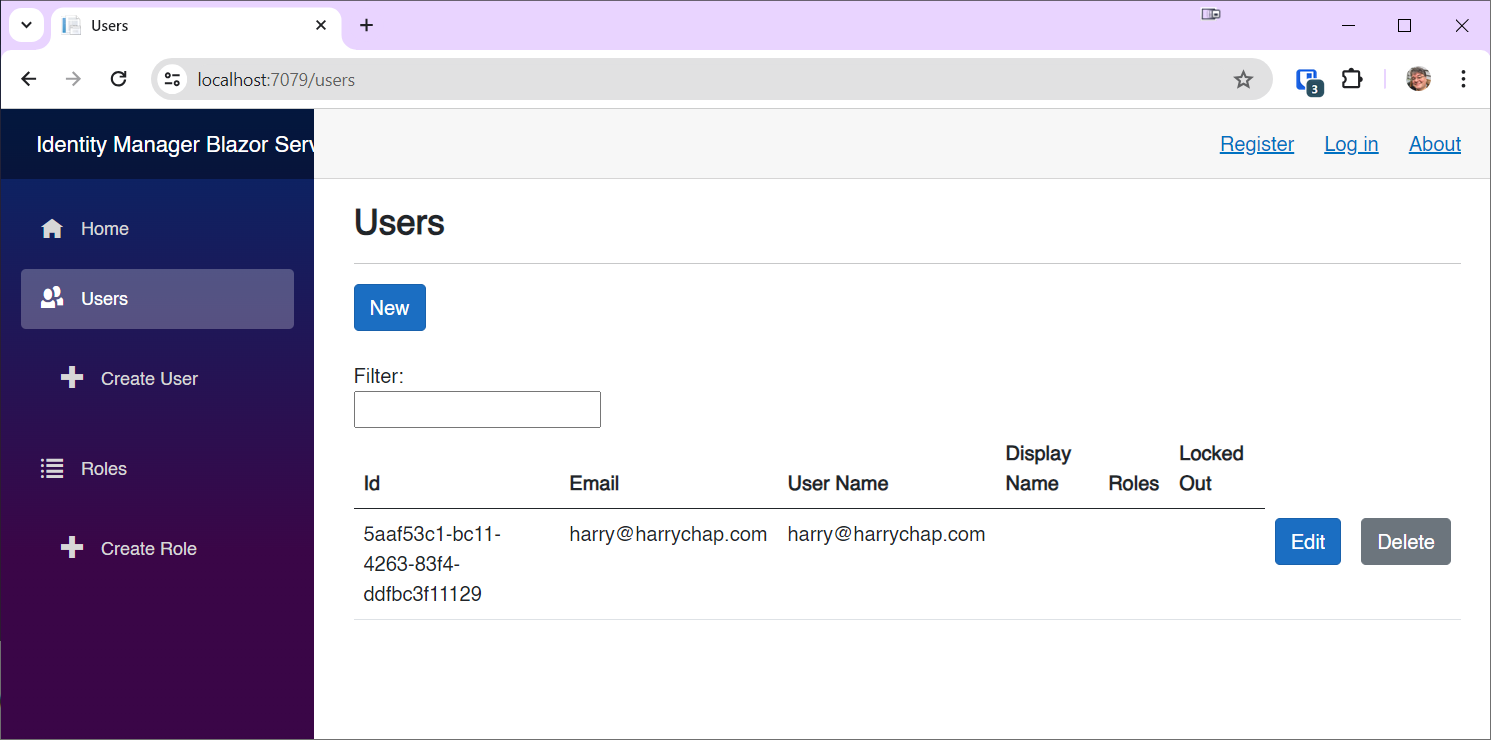 Users
localhost:7079/users
3
Identity Manager Blazor Serv
Register Log in About
Home
Users
Create User
Roles
Create Role
Users
New
Filter:
Id Email User Name Display Name Roles Locked Out
5aaf53c1-bc11-
4263-83f4-
ddfbc3f11129
harry@harrychap.com harry@harrychap.com Edit Delete